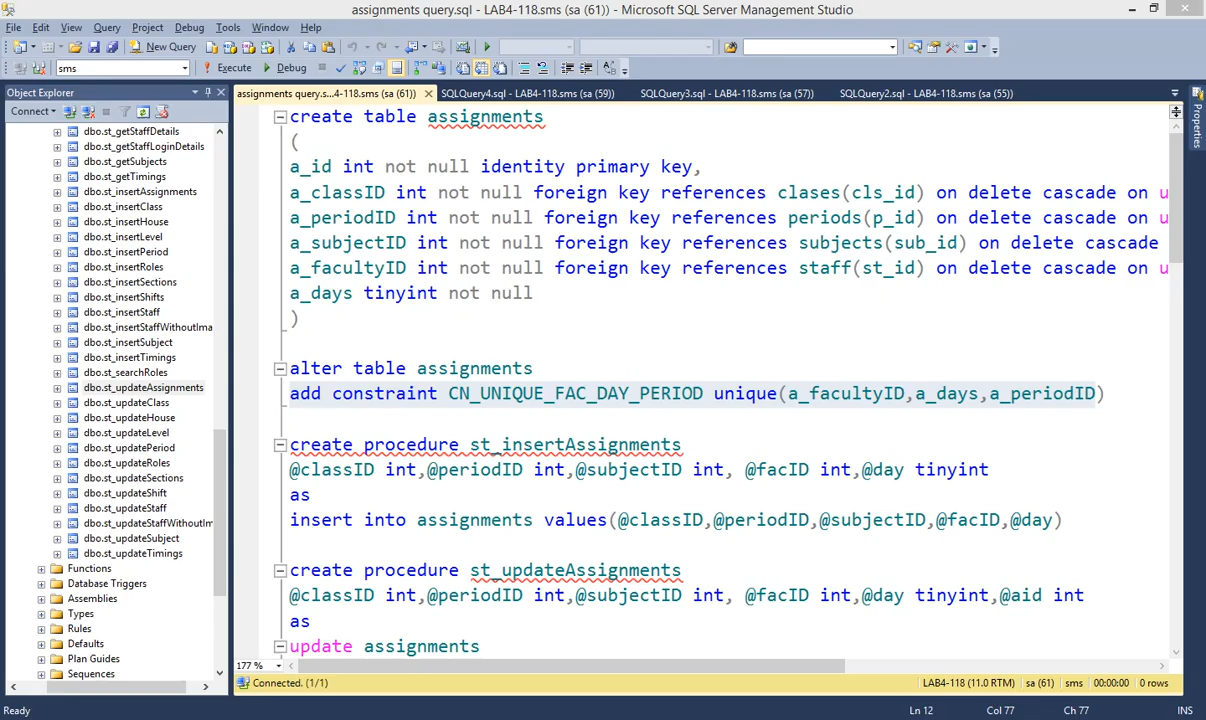 assignments query.sql - LAB4-118.sms (sa (61)) - Microsoft SQL Server Management Studio
File Edit View Query Project Debug Tools Window Help
New Query
sms Execute Debug
Object Explorer
Connect
dbo.st_getStaffDetails
dbo.st_getStaffLoginDetails
dbo.st_getSubjects
dbo.st_getTimings
dbo.st_insertAssignments
dbo.st_insertClass
dbo.st_insertHouse
dbo.st_insertLevel
dbo.st_insertPeriod
dbo.st_insertRoles
dbo.st_insertSections
dbo.st_insertShifts
dbo.st_insertStaff
dbo.st_insertStaffWithoutIma
dbo.st_insertSubject
dbo.st_insertTimings
dbo.st_searchRoles
dbo.st_updateAssignments
dbo.st_updateClass
dbo.st_updateHouse
dbo.st_updateLevel
dbo.st_updatePeriod
dbo.st_updateRoles
dbo.st_updateSections
dbo.st_updateShift
dbo.st_updateStaff
dbo.st_updateStaffWithoutIm
dbo.st_updateSubject
dbo.st_updateTimings
Functions
Database Triggers
Assemblies
Types
Rules
Defaults
Plan Guides
Sequences
assignments query.s...4-118.sms (sa (61)) SQLQuery4.sql - LAB4-118.sms (sa (59)) SQLQuery3.sql - LAB4-118.sms (sa (57)) SQLQuery2.sql - LAB4-118.sms (sa (55))
create table assignments
(
a_id int not null identity primary key,
a_classID int not null foreign key references clases(cls_id) on delete cascade on u
a_periodID int not null foreign key references periods(p_id) on delete cascade on u
a_subjectID int not null foreign key references subjects(sub_id) on delete cascade
a_facultyID int not null foreign key references staff(st_id) on delete cascade on u
a_days tinyint not null
)
alter table assignments
add constraint CN_UNIQUE_FAC_DAY_PERIOD unique(a_facultyID,a_days,a_periodID)
create procedure st_insertAssignments
@classID int,@periodID int,@subjectID int, @facID int,@day tinyint
as
insert into assignments values(@classID,@periodID,@subjectID,@facID,@day)
create procedure st_updateAssignments
@classID int,@periodID int,@subjectID int, @facID int,@day tinyint,@aid int
as
update assignments
177 %
Connected. (1/1) LAB4-118 (11.0 RTM) sa (61) sms 00:00:00 0 rows
Properties
Ready Ln 12 Col 77 Ch 77 INS